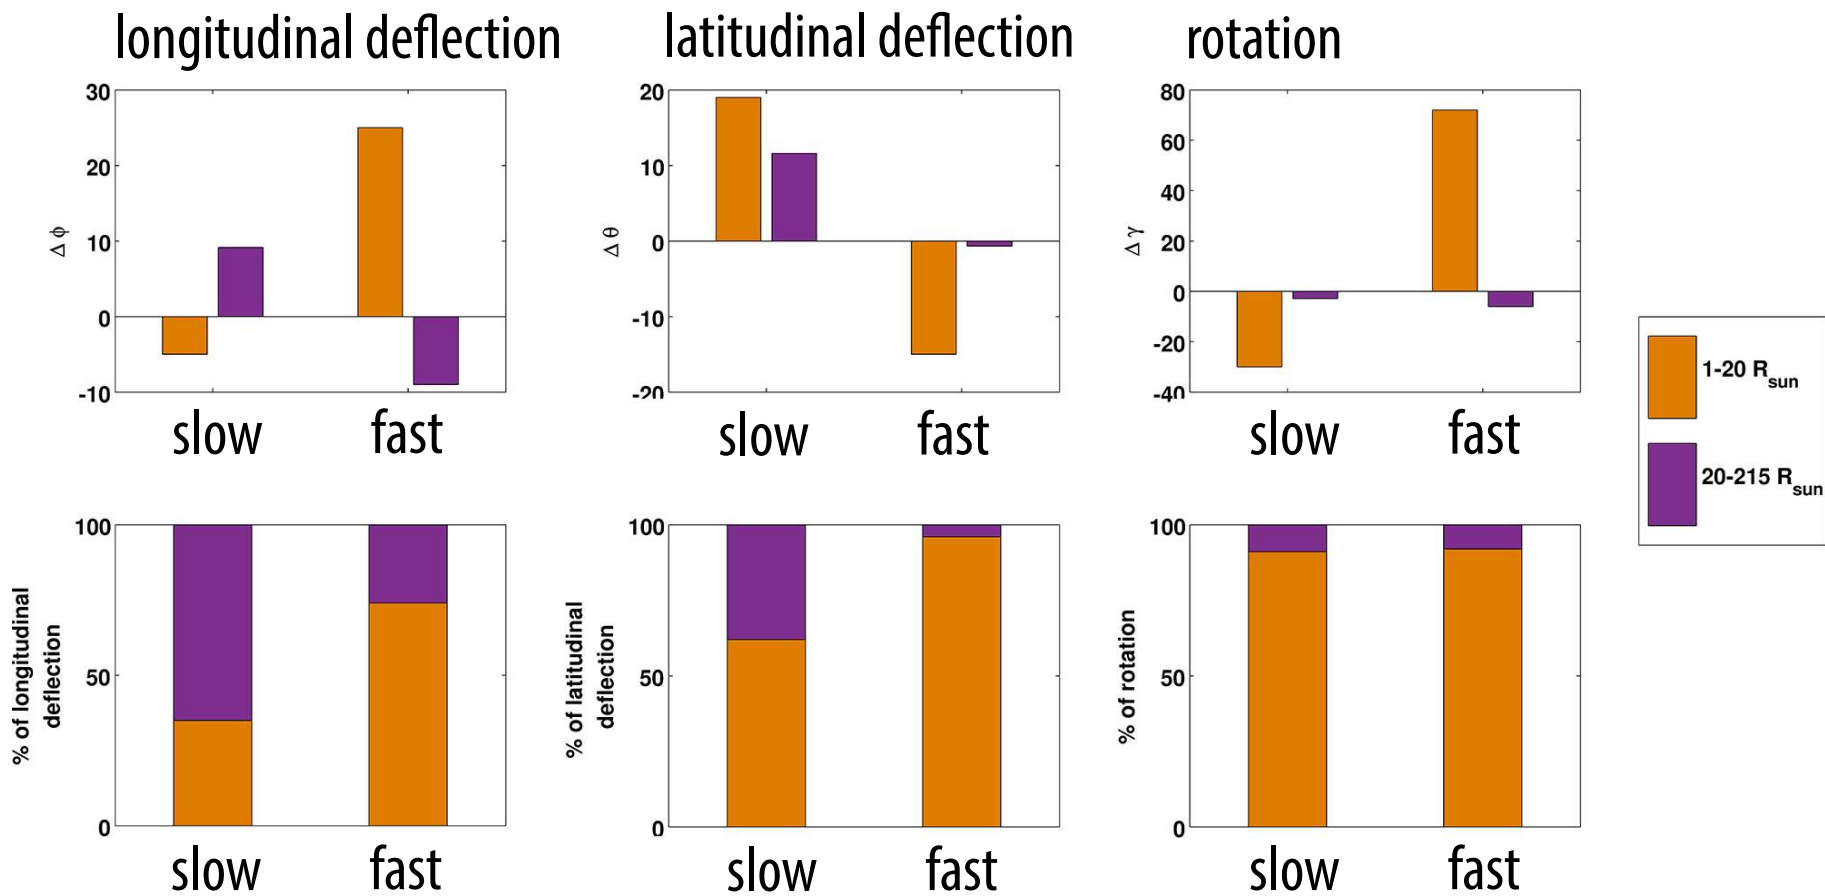 longitudinal deflection
latitudinal deflection
rotation
30
20
10
0
-10
Δ ϕ
slow
fast
20
10
0
-10
-20
Δ θ
slow
fast
80
60
40
20
0
-20
-40
Δ γ
slow
fast
1-20 R_sun
20-215 R_sun
100
50
0
% of longitudinal
deflection
slow
fast
100
50
0
% of latitudinal
deflection
slow
fast
100
50
0
% of rotation
slow
fast